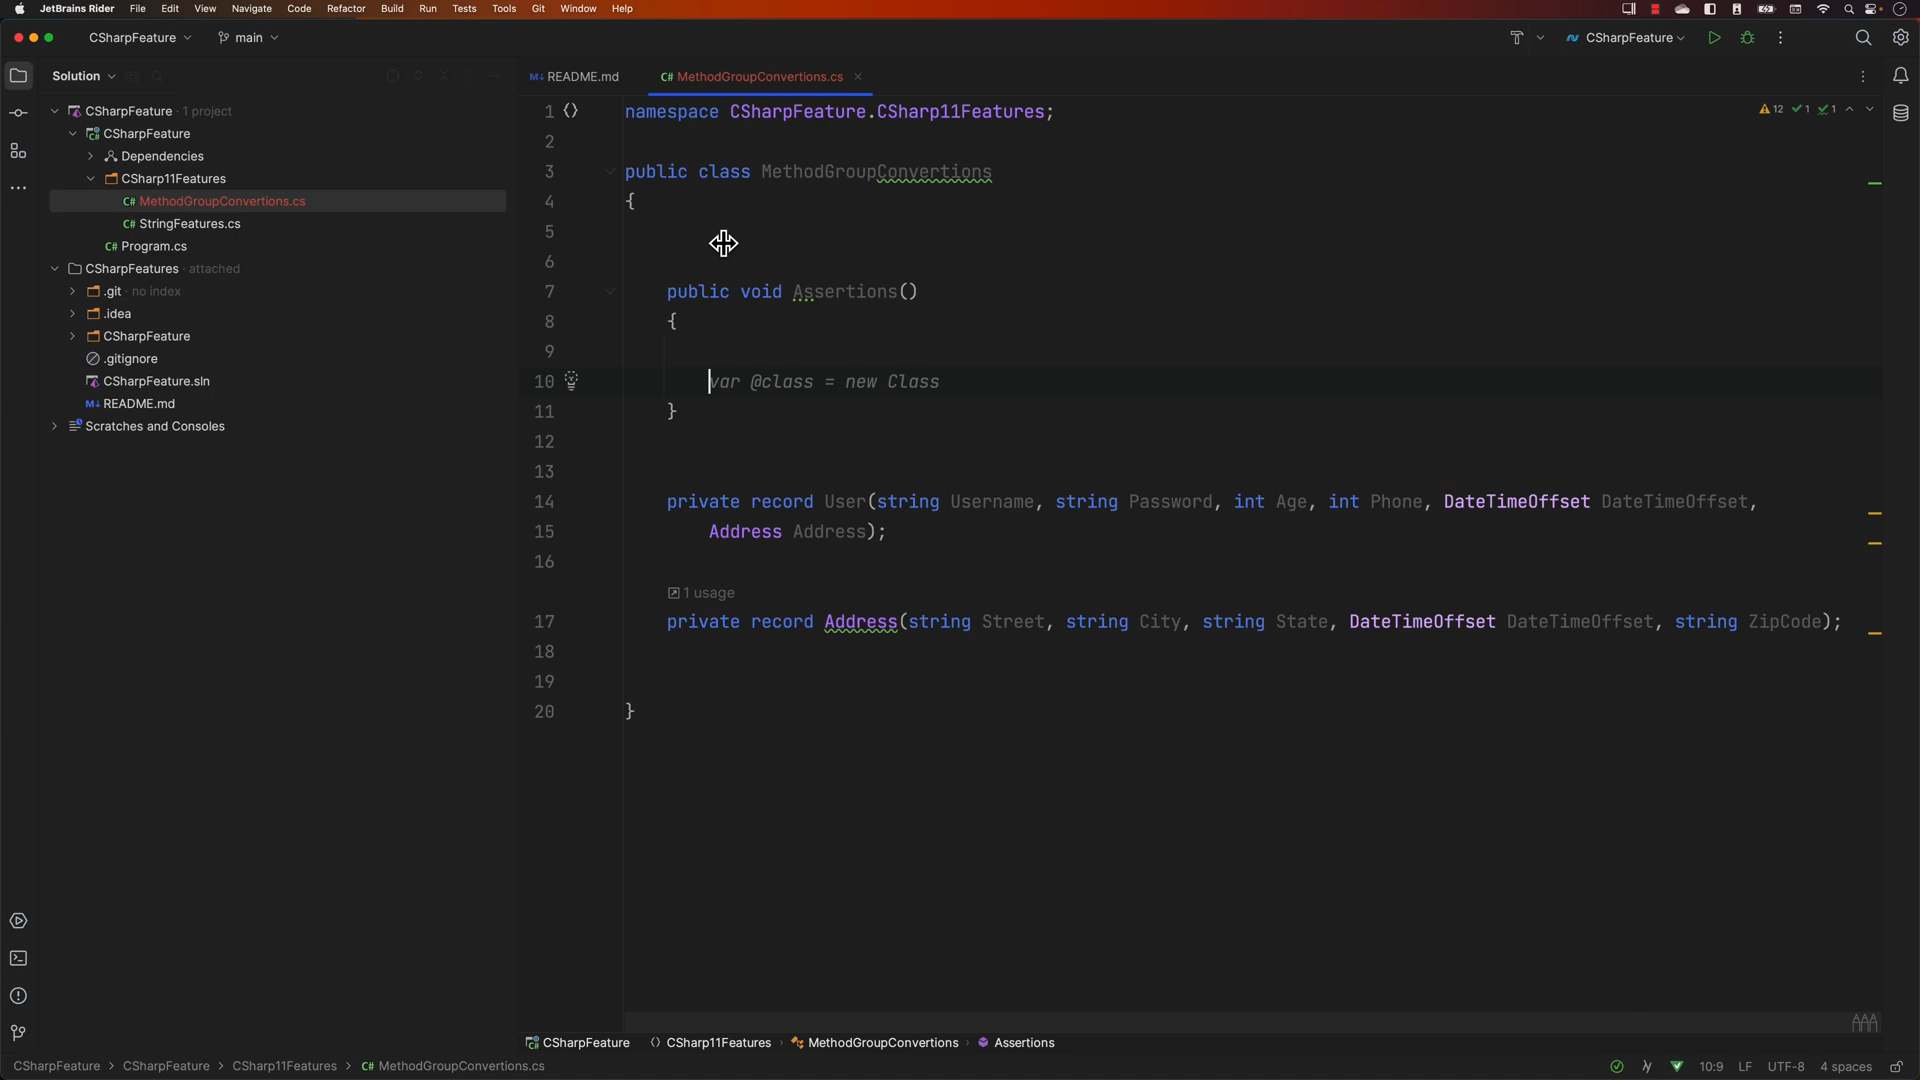 JetBrains Rider File Edit View Navigate Code Refactor Build Run Tests Tools Git Window Help
CSharpFeature main CSharpFeature
Solution
README.md
C# MethodGroupConvertions.cs
CSharpFeature · 1 project
CSharpFeature
Dependencies
CSharp11Features
C# MethodGroupConvertions.cs
C# StringFeatures.cs
C# Program.cs
CSharpFeatures · attached
.git · no index
.idea
CSharpFeature
.gitignore
CSharpFeature.sln
M↓ README.md
Scratches and Consoles
12 1 1
1 namespace CSharpFeature.CSharp11Features;
2
3 public class MethodGroupConvertions
4 {
5
6
7 public void Assertions()
8 {
9
10 var @class = new Class
11 }
12
13
14 private record User(string Username, string Password, int Age, int Phone, DateTimeOffset DateTimeOffset,
15 Address Address);
16
1 usage
17 private record Address(string Street, string City, string State, DateTimeOffset DateTimeOffset, string ZipCode);
18
19
20 }
CSharpFeature CSharp11Features › MethodGroupConvertions › Assertions
CSharpFeature › CSharpFeature › CSharp11Features › C# MethodGroupConvertions.cs
10:9 LF UTF-8 4 spaces